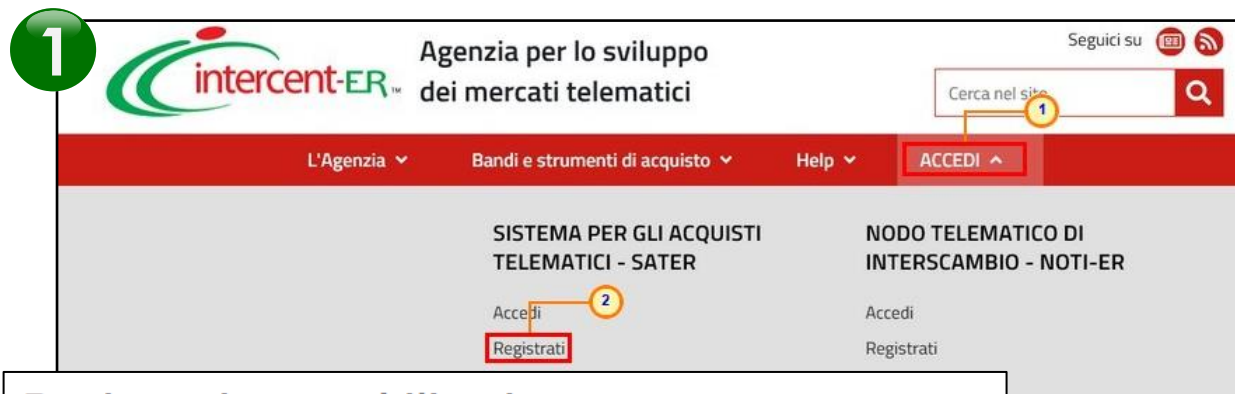 1
intercent-ER™
Agenzia per lo sviluppo
dei mercati telematici
Seguici su
Cerca nel sito
1
L'Agenzia
Bandi e strumenti di acquisto
Help
ACCEDI
SISTEMA PER GLI ACQUISTI
TELEMATICI - SATER
Accedi
2
Registrati
NODO TELEMATICO DI
INTERSCAMBIO - NOTI-ER
Accedi
Registrati